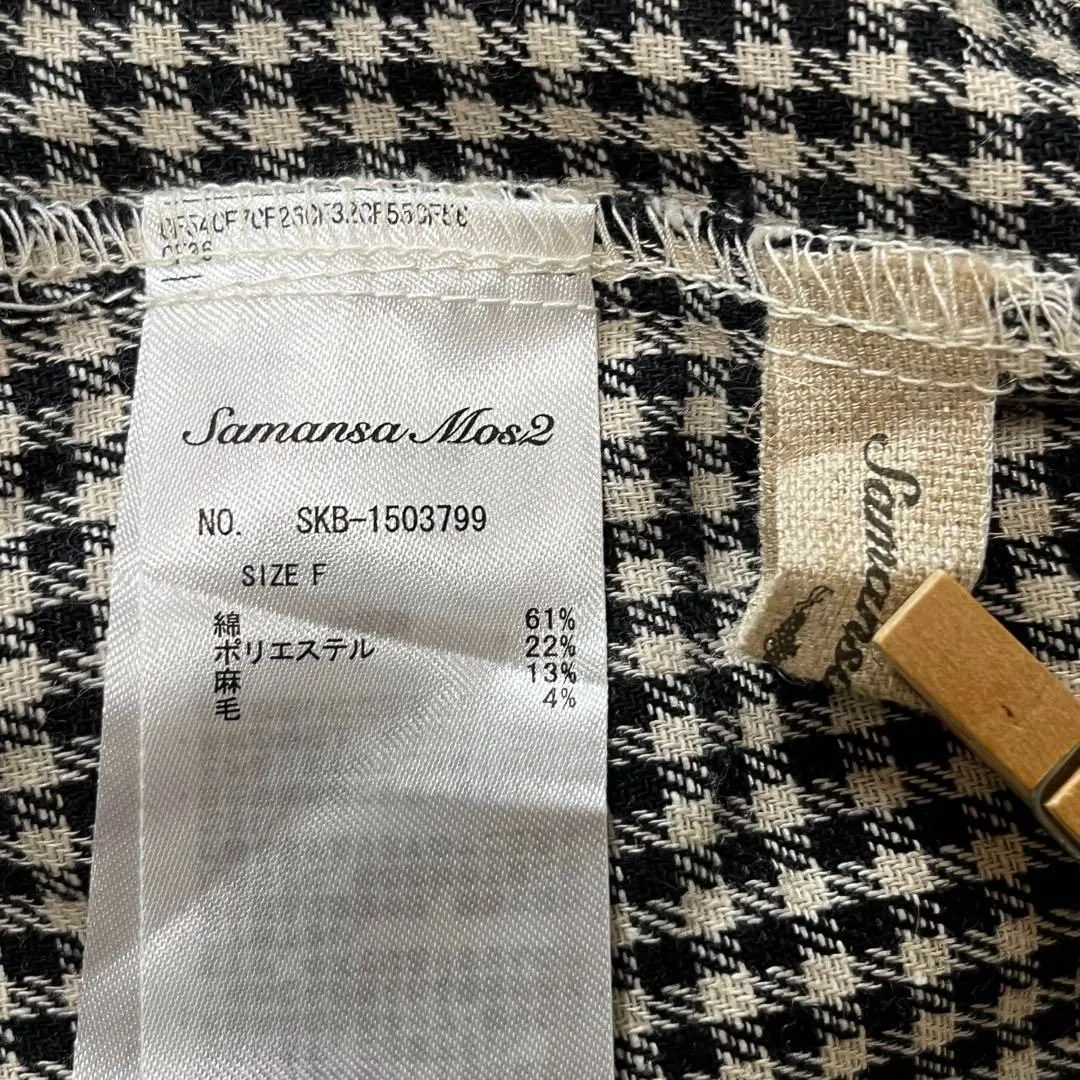 Samansa Mos2
NO. SKB-1503799
SIZE F
綿 61%
ポリエステル 22%
麻 13%
毛 4%
Samansa